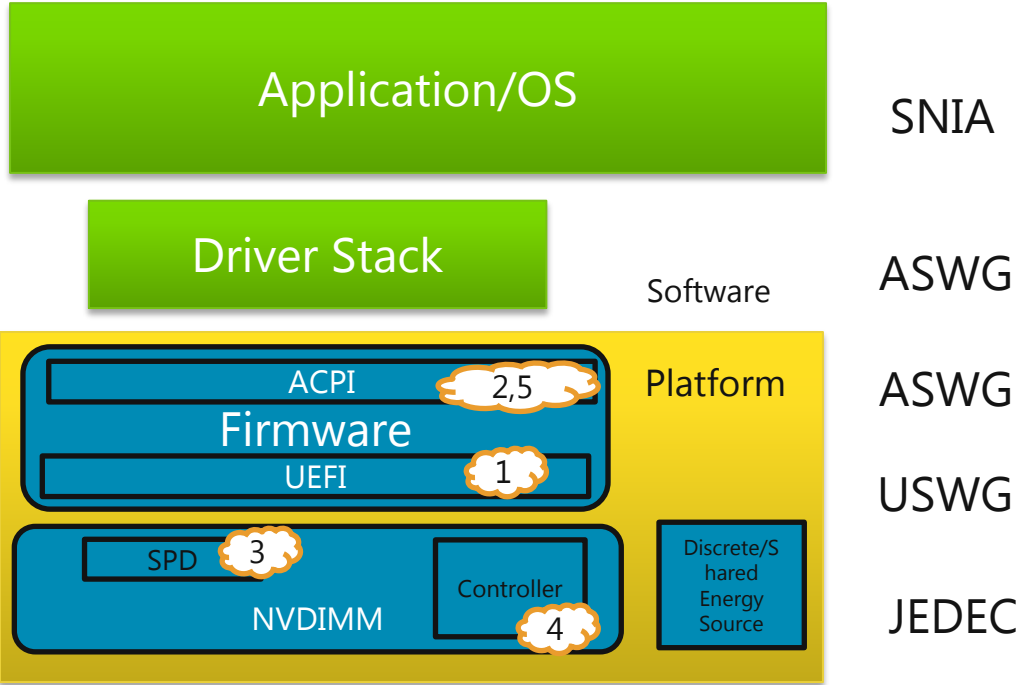 Application/OS
SNIA
Driver Stack
Software
ASWG
ACPI
2,5
Platform
ASWG
Firmware
UEFI
1
USWG
SPD
3
Controller
4
NVDIMM
Discrete/S
hared
Energy
Source
JEDEC